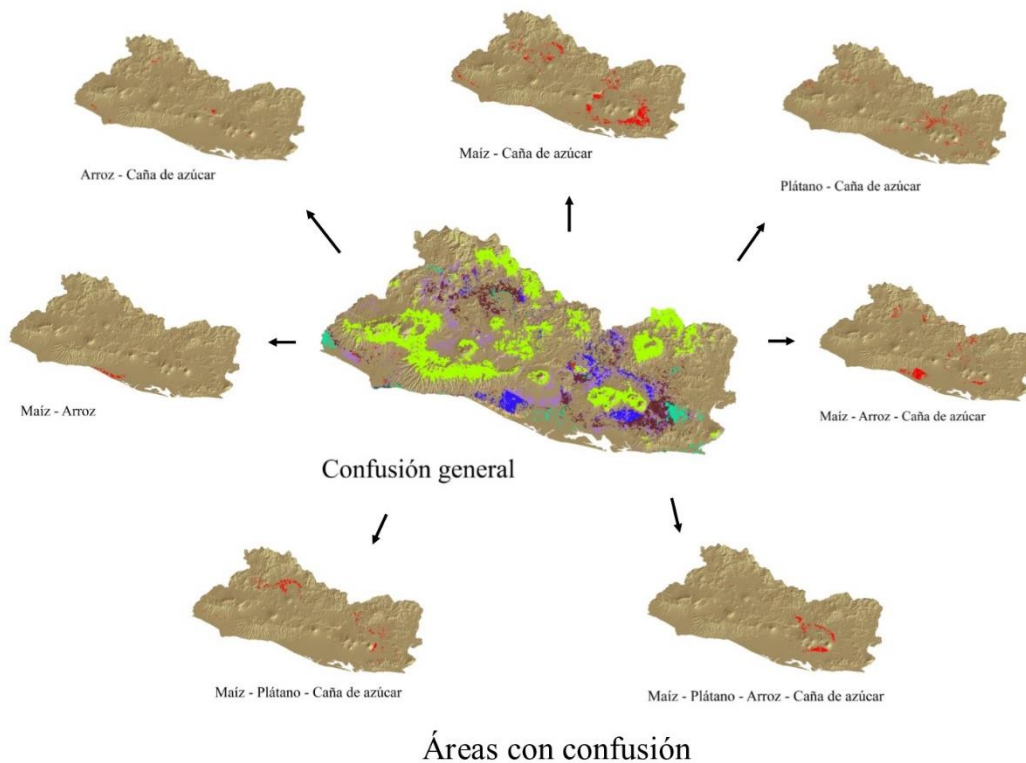 Arroz - Caña de azúcar
Maíz - Caña de azúcar
Plátano - Caña de azúcar
Maíz - Arroz
Confusión general
Maíz - Arroz - Caña de azúcar
Maíz - Plátano - Caña de azúcar
Maíz - Plátano - Arroz - Caña de azúcar
Áreas con confusión